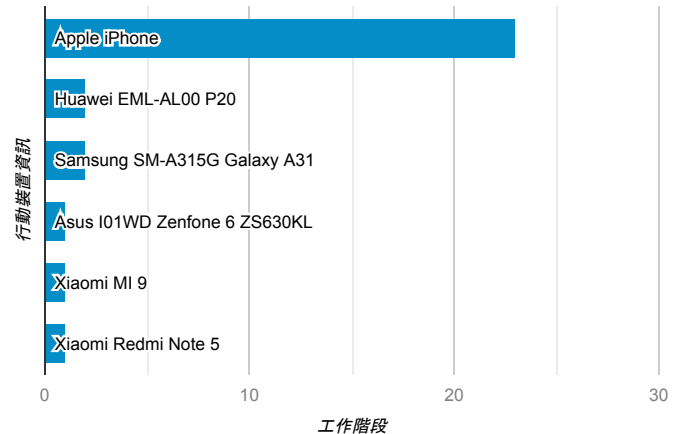 Apple iPhone
Huawei EML-AL00 P20
Samsung SM-A315G Galaxy A31
Asus I01WD Zenfone 6 ZS630KL
Xiaomi MI 9
Xiaomi Redmi Note 5
行動裝置資訊
0 10 20 30
工作階段